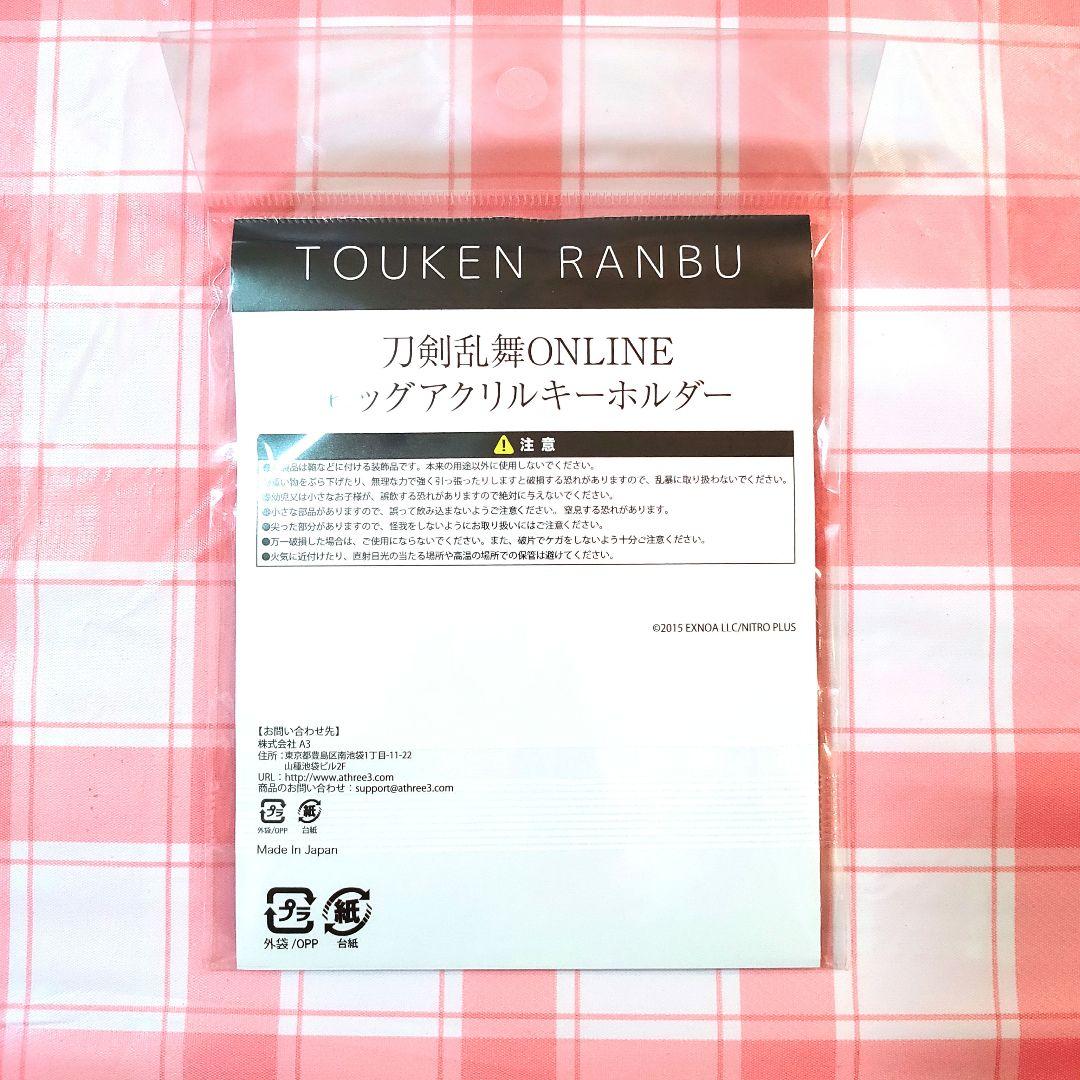 TOUKEN RANBU
刀剣乱舞ONLINE
ビッグアクリルキーホルダー
注意
製品は鞄などに付ける装飾品です。本来の用途以外に使用しないでください。
●重い物をぶら下げたり、無理な力で強く引っ張ったりしますと破損する恐れがありますので、乱暴に取り扱わないでください。
●幼児又は小さなお子様が、誤飲する恐れがありますので絶対に与えないでください。
●小さな部品がありますので、誤って飲み込まないようご注意ください。窒息する恐れがあります。
●尖った部分がありますので、怪我をしないようにお取り扱いにはご注意ください。
●万一破損した場合は、ご使用にならないでください。また、破片でケガをしないよう十分ご注意ください。
●火気に近付けたり、直射日光の当たる場所や高温の場所での保管は避けてください。
©2015 EXNOA LLC/NITRO PLUS
【お問い合わせ先】
株式会社 A3
住所：東京都豊島区南池袋1丁目-11-22
山種池袋ビル2F
URL：http://www.athree3.com
商品のお問い合わせ：support@athree3.com
プラ 紙
外袋/OPP 台紙
Made In Japan
プラ 紙
外袋/OPP 台紙